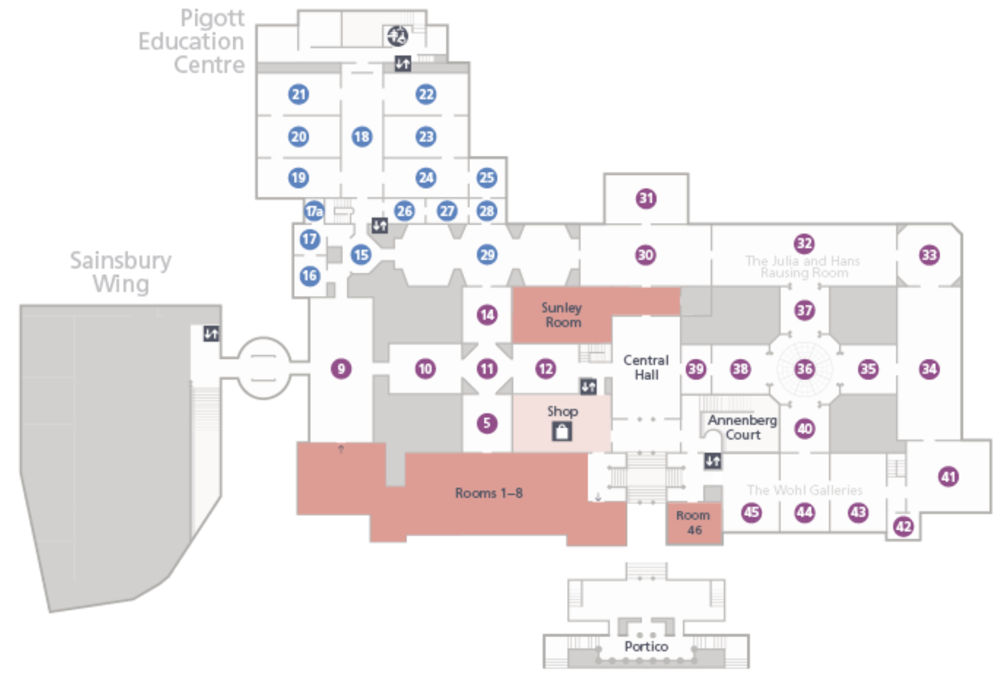 Pigott
Education
Centre
21
22
20
18
23
19
24
25
17a
26
27
28
31
17
15
29
30
32
33
The Julia and Hans
Rausing Room
16
Sainsbury
Wing
14
Sunley
Room
37
9
10
11
12
Central
Hall
39
38
36
35
34
5
Shop
Annenberg
Court
40
Rooms 1–8
The Wohl Galleries
41
Room
46
45
44
43
42
Portico